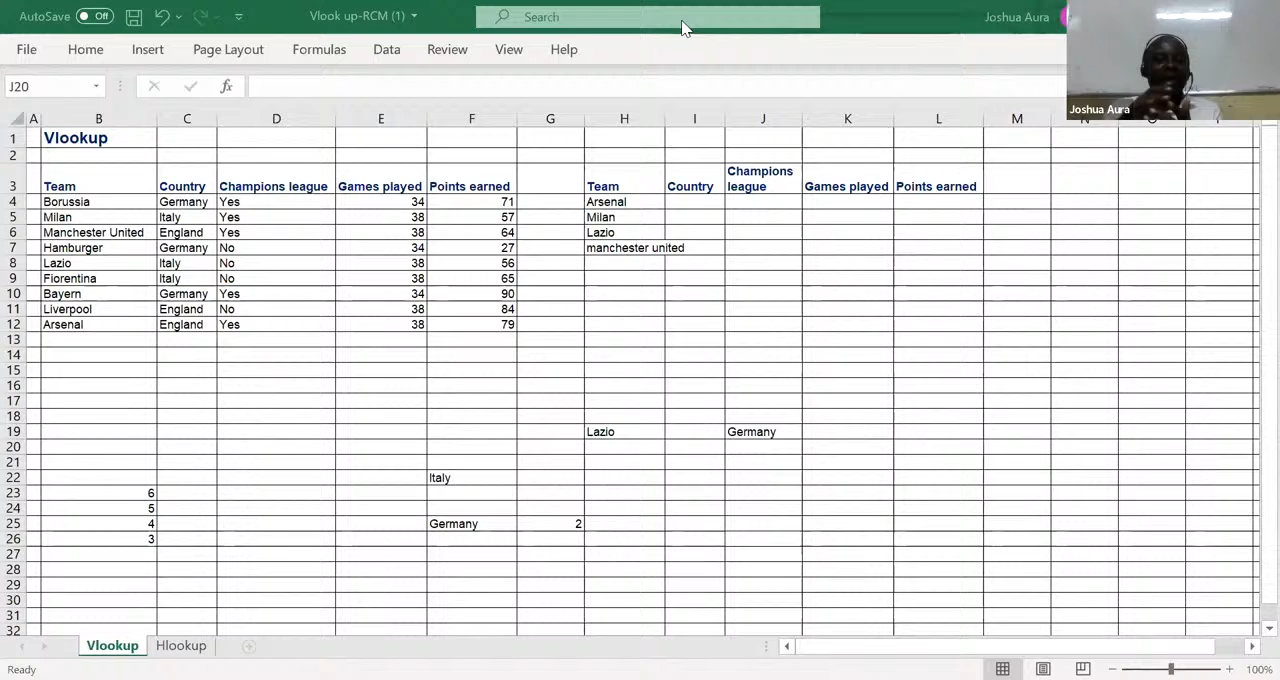 AutoSave Off Vlook up-RCM (1) Search Joshua Aura
File Home Insert Page Layout Formulas Data Review View Help
J20 fx
Joshua Aura
A B C D E F G H I J K L M
1 Vlookup
2
3 Team Country Champions league Games played Points earned Team Country Champions league Games played Points earned
4 Borussia Germany Yes 34 71 Arsenal
5 Milan Italy Yes 38 57 Milan
6 Manchester United England Yes 38 64 Lazio
7 Hamburger Germany No 34 27 manchester united
8 Lazio Italy No 38 56
9 Fiorentina Italy No 38 65
10 Bayern Germany Yes 34 90
11 Liverpool England No 38 84
12 Arsenal England Yes 38 79
13
14
15
16
17
18
19 Lazio Germany
20
21
22 Italy
23 6
24 5
25 4 Germany 2
26 3
27
28
29
30
31
32
Vlookup Hlookup
Ready 100%